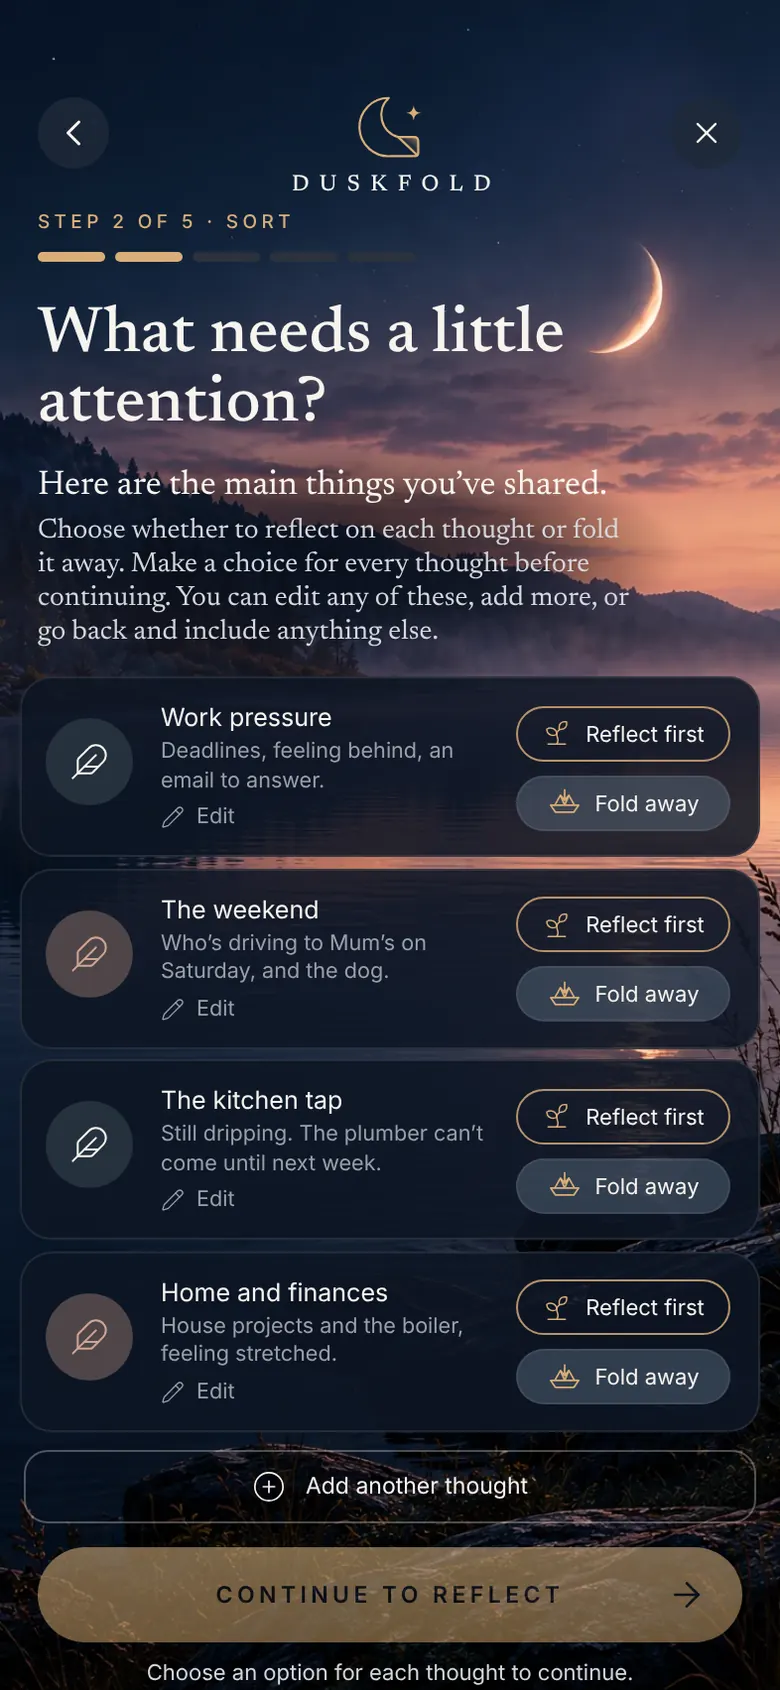 DUSKFOLD
STEP 2 OF 5 · SORT
What needs a little
attention?
Here are the main things you’ve shared.
Choose whether to reflect on each thought or fold
it away. Make a choice for every thought before
continuing. You can edit any of these, add more, or
go back and include anything else.
Work pressure
Deadlines, feeling behind, an
email to answer.
Edit
Reflect first
Fold away
The weekend
Who’s driving to Mum’s on
Saturday, and the dog.
Edit
Reflect first
Fold away
The kitchen tap
Still dripping. The plumber can’t
come until next week.
Edit
Reflect first
Fold away
Home and finances
House projects and the boiler,
feeling stretched.
Edit
Reflect first
Fold away
Add another thought
CONTINUE TO REFLECT
Choose an option for each thought to continue.